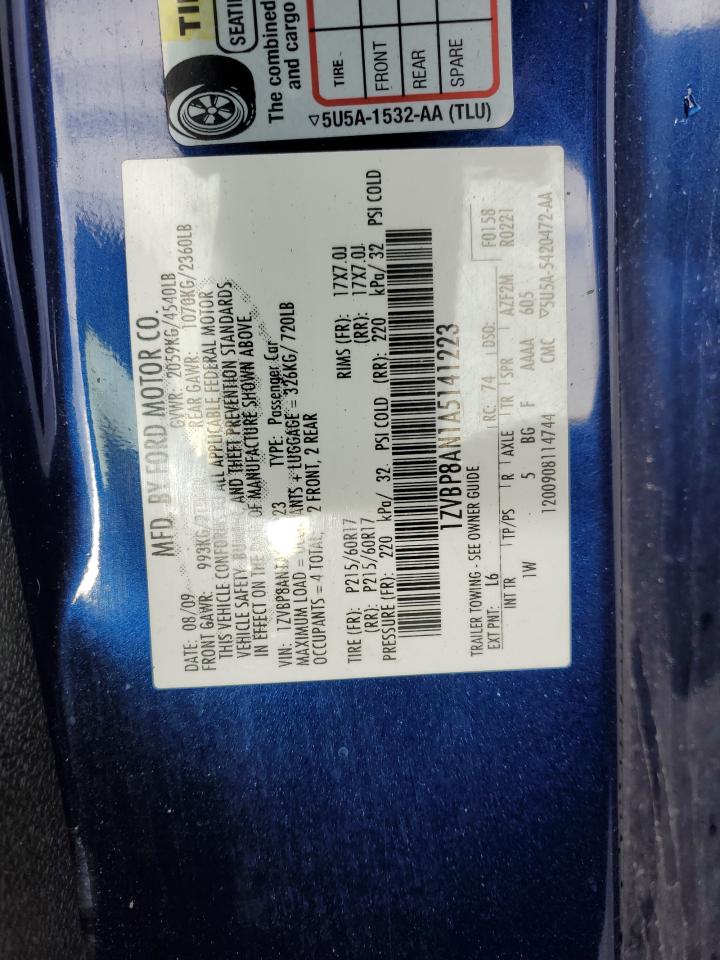 TIR
SEATIN
The combined
and cargo
TIRE
FRONT
REAR
SPARE
▽5U5A-1532-AA (TLU)
MFD. BY FORD MOTOR CO.
DATE: 08/09 GVWR: 2059KG/4540LB
FRONT GAWR: 993KG/ REAR GAWR: 1070KG/2360LB
THIS VEHICLE ALL APPLICABLE FEDERAL MOTOR
VEHICLE SAFETY, AND THEFT PREVENTION STANDARDS
IN EFFECT ON THE OF MANUFACTURE SHOWN ABOVE.
VIN: 23 TYPE: Passenger Car
MAXIMUM LOAD = + LUGGAGE = 326KG/720LB
OCCUPANTS = 4 TOTAL, 2 FRONT, 2 REAR
TIRE (FR): P215/60R17 RIMS (FR): 17X7.0J
(RR): P215/60R17 (RR): 17X7.0J
PRESSURE (FR): 220 kPa/ 32 PSI COLD (RR): 220 kPa/ 32 PSI COLD
1ZVBP8AN1A5141223
TRAILER TOWING - SEE OWNER GUIDE
EXT PNT: L6 RC: 74 DSO: F0158
INT TR TP/PS R AXLE TR SPR AZF2M R0221
1W 5 BG F AAAA 605
1200908114744 CMC ▽5U5A-5420472-AA